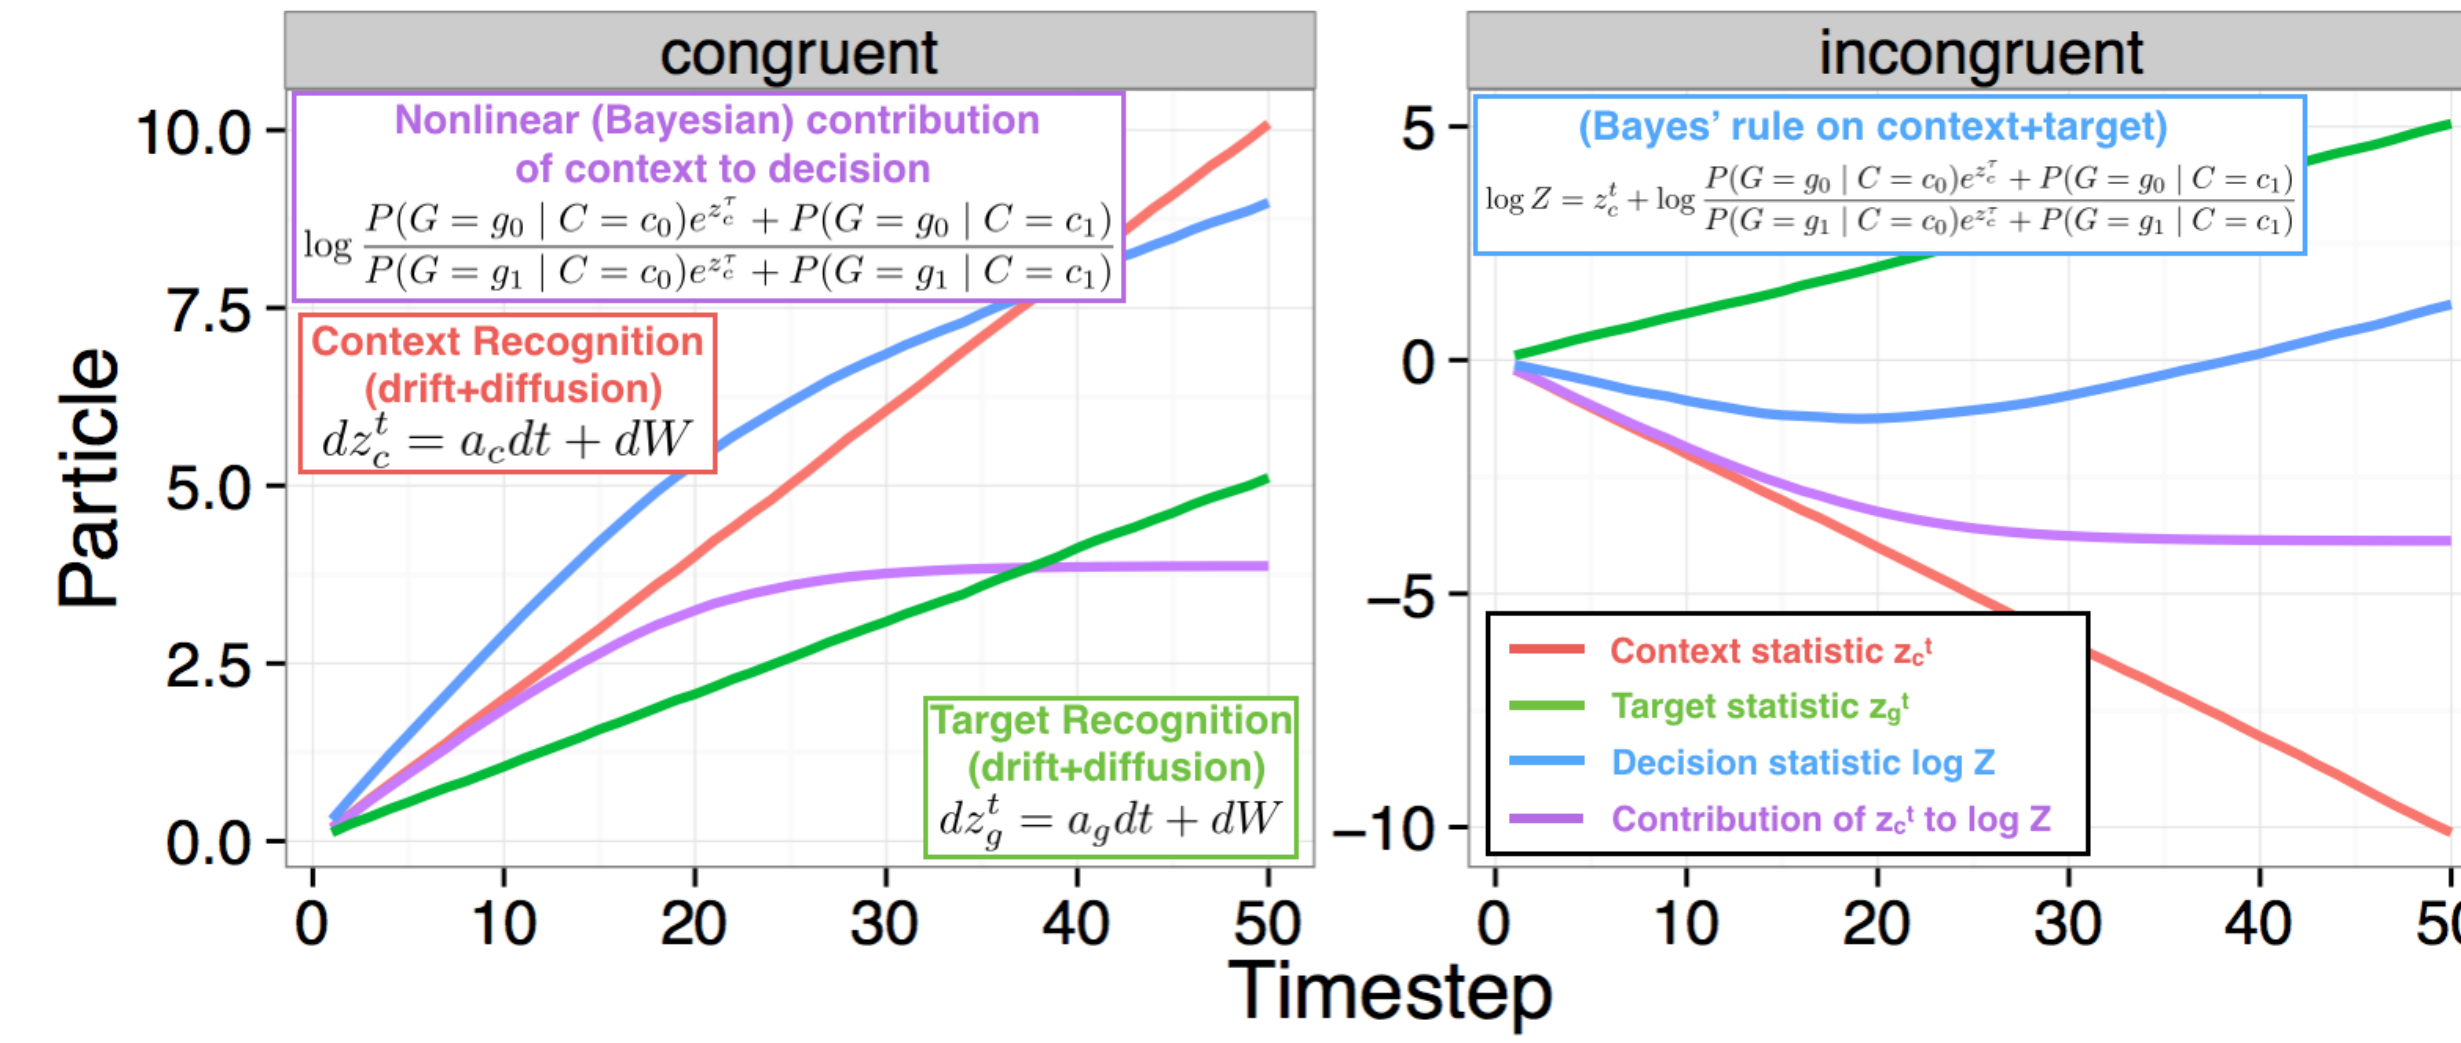 congruent
Nonlinear (Bayesian) contribution
of context to decision
log P(G = g₀ | C = c₀)e^{z_c^τ} + P(G = g₀ | C = c₁)
P(G = g₁ | C = c₀)e^{z_c^τ} + P(G = g₁ | C = c₁)
Context Recognition
(drift+diffusion)
dz_c^t = a_c dt + dW
Target Recognition
(drift+diffusion)
dz_g^t = a_g dt + dW
10.0
7.5
5.0
2.5
0.0
Particle
0 10 20 30 40 50
incongruent
(Bayes’ rule on context+target)
log Z = z_c^t + log P(G = g₀ | C = c₀)e^{z_c^τ} + P(G = g₀ | C = c₁)
P(G = g₁ | C = c₀)e^{z_c^τ} + P(G = g₁ | C = c₁)
5
0
−5
−10
Context statistic z_c^t
Target statistic z_g^t
Decision statistic log Z
Contribution of z_c^t to log Z
0 10 20 30 40 50
Timestep